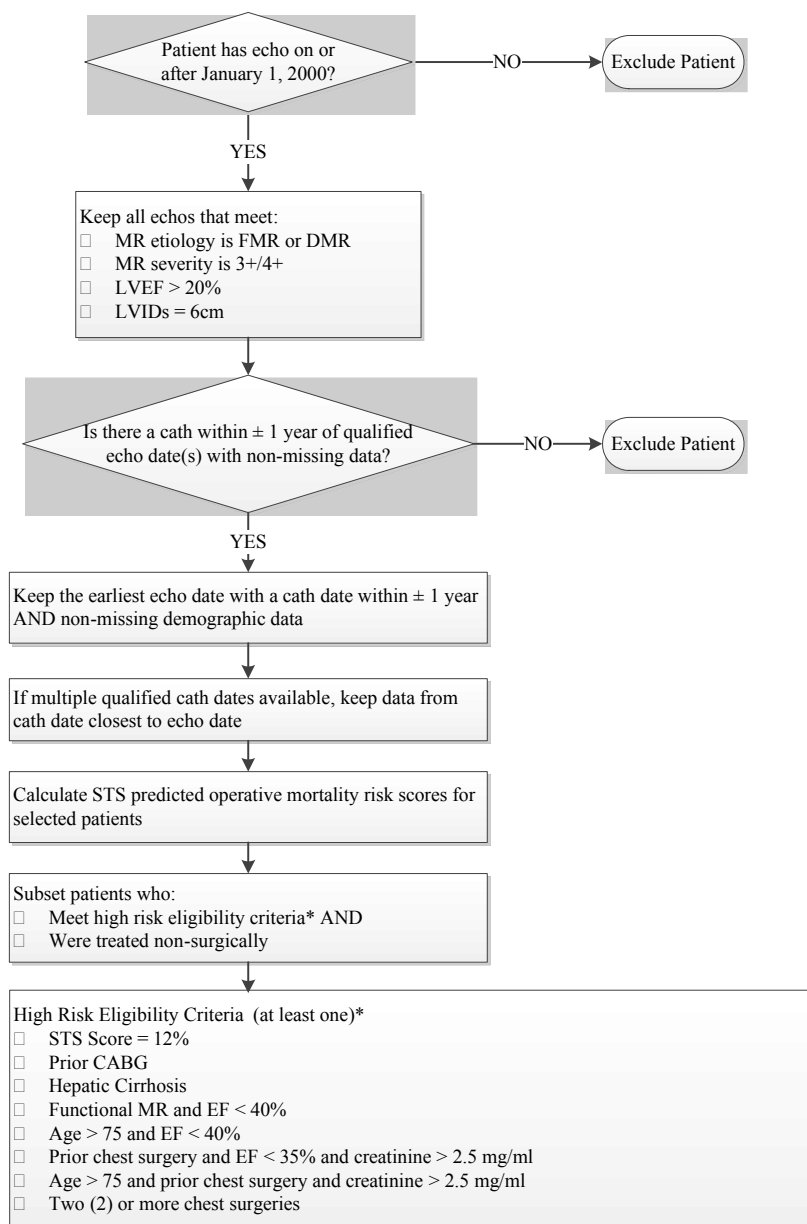 Patient has echo on or
after January 1, 2000?
NO
Exclude Patient
YES
Keep all echos that meet:
□ MR etiology is FMR or DMR
□ MR severity is 3+/4+
□ LVEF > 20%
□ LVIDs = 6cm
Is there a cath within ± 1 year of qualified
echo date(s) with non-missing data?
NO
Exclude Patient
YES
Keep the earliest echo date with a cath date within ± 1 year
AND non-missing demographic data
If multiple qualified cath dates available, keep data from
cath date closest to echo date
Calculate STS predicted operative mortality risk scores for
selected patients
Subset patients who:
□ Meet high risk eligibility criteria* AND
□ Were treated non-surgically
High Risk Eligibility Criteria (at least one)*
□ STS Score = 12%
□ Prior CABG
□ Hepatic Cirrhosis
□ Functional MR and EF < 40%
□ Age > 75 and EF < 40%
□ Prior chest surgery and EF < 35% and creatinine > 2.5 mg/ml
□ Age > 75 and prior chest surgery and creatinine > 2.5 mg/ml
□ Two (2) or more chest surgeries